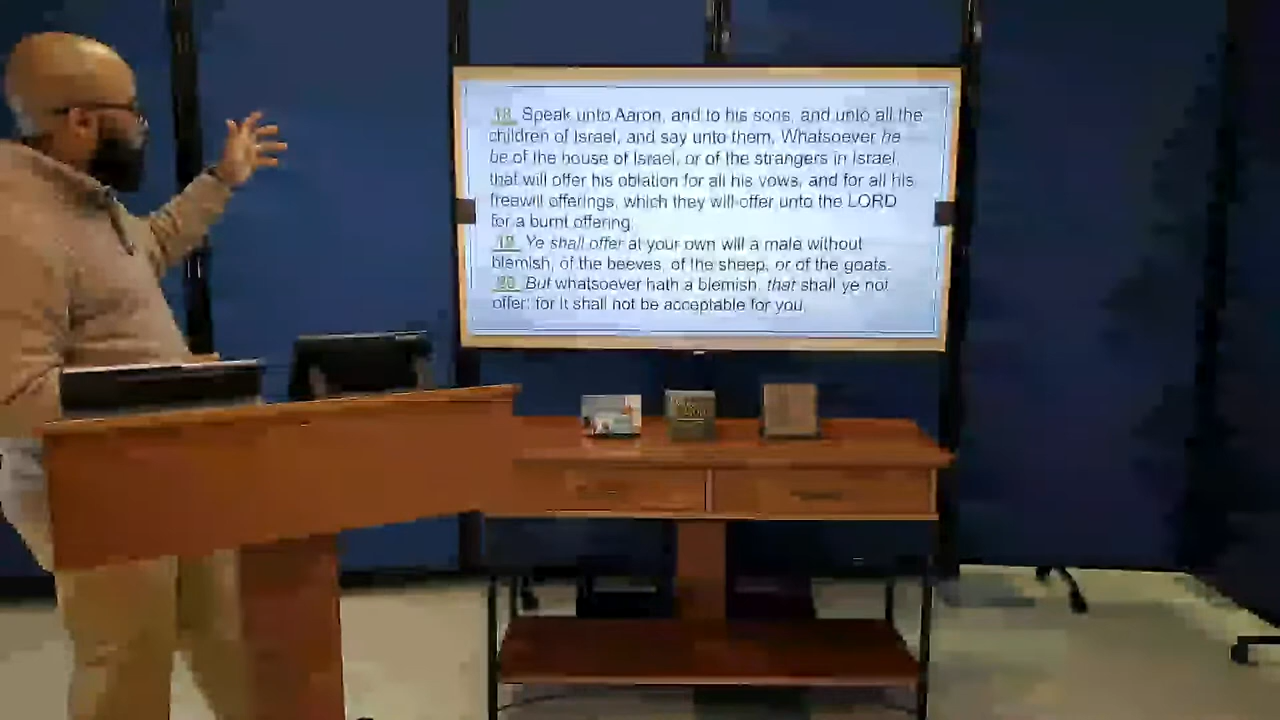 18 Speak unto Aaron, and to his sons, and unto all the
children of Israel, and say unto them, Whatsoever he
be of the house of Israel, or of the strangers in Israel,
that will offer his oblation for all his vows, and for all his
freewill offerings, which they will offer unto the LORD
for a burnt offering;
19 Ye shall offer at your own will a male without
blemish, of the beeves, of the sheep, or of the goats.
20 But whatsoever hath a blemish, that shall ye not
offer: for it shall not be acceptable for you.